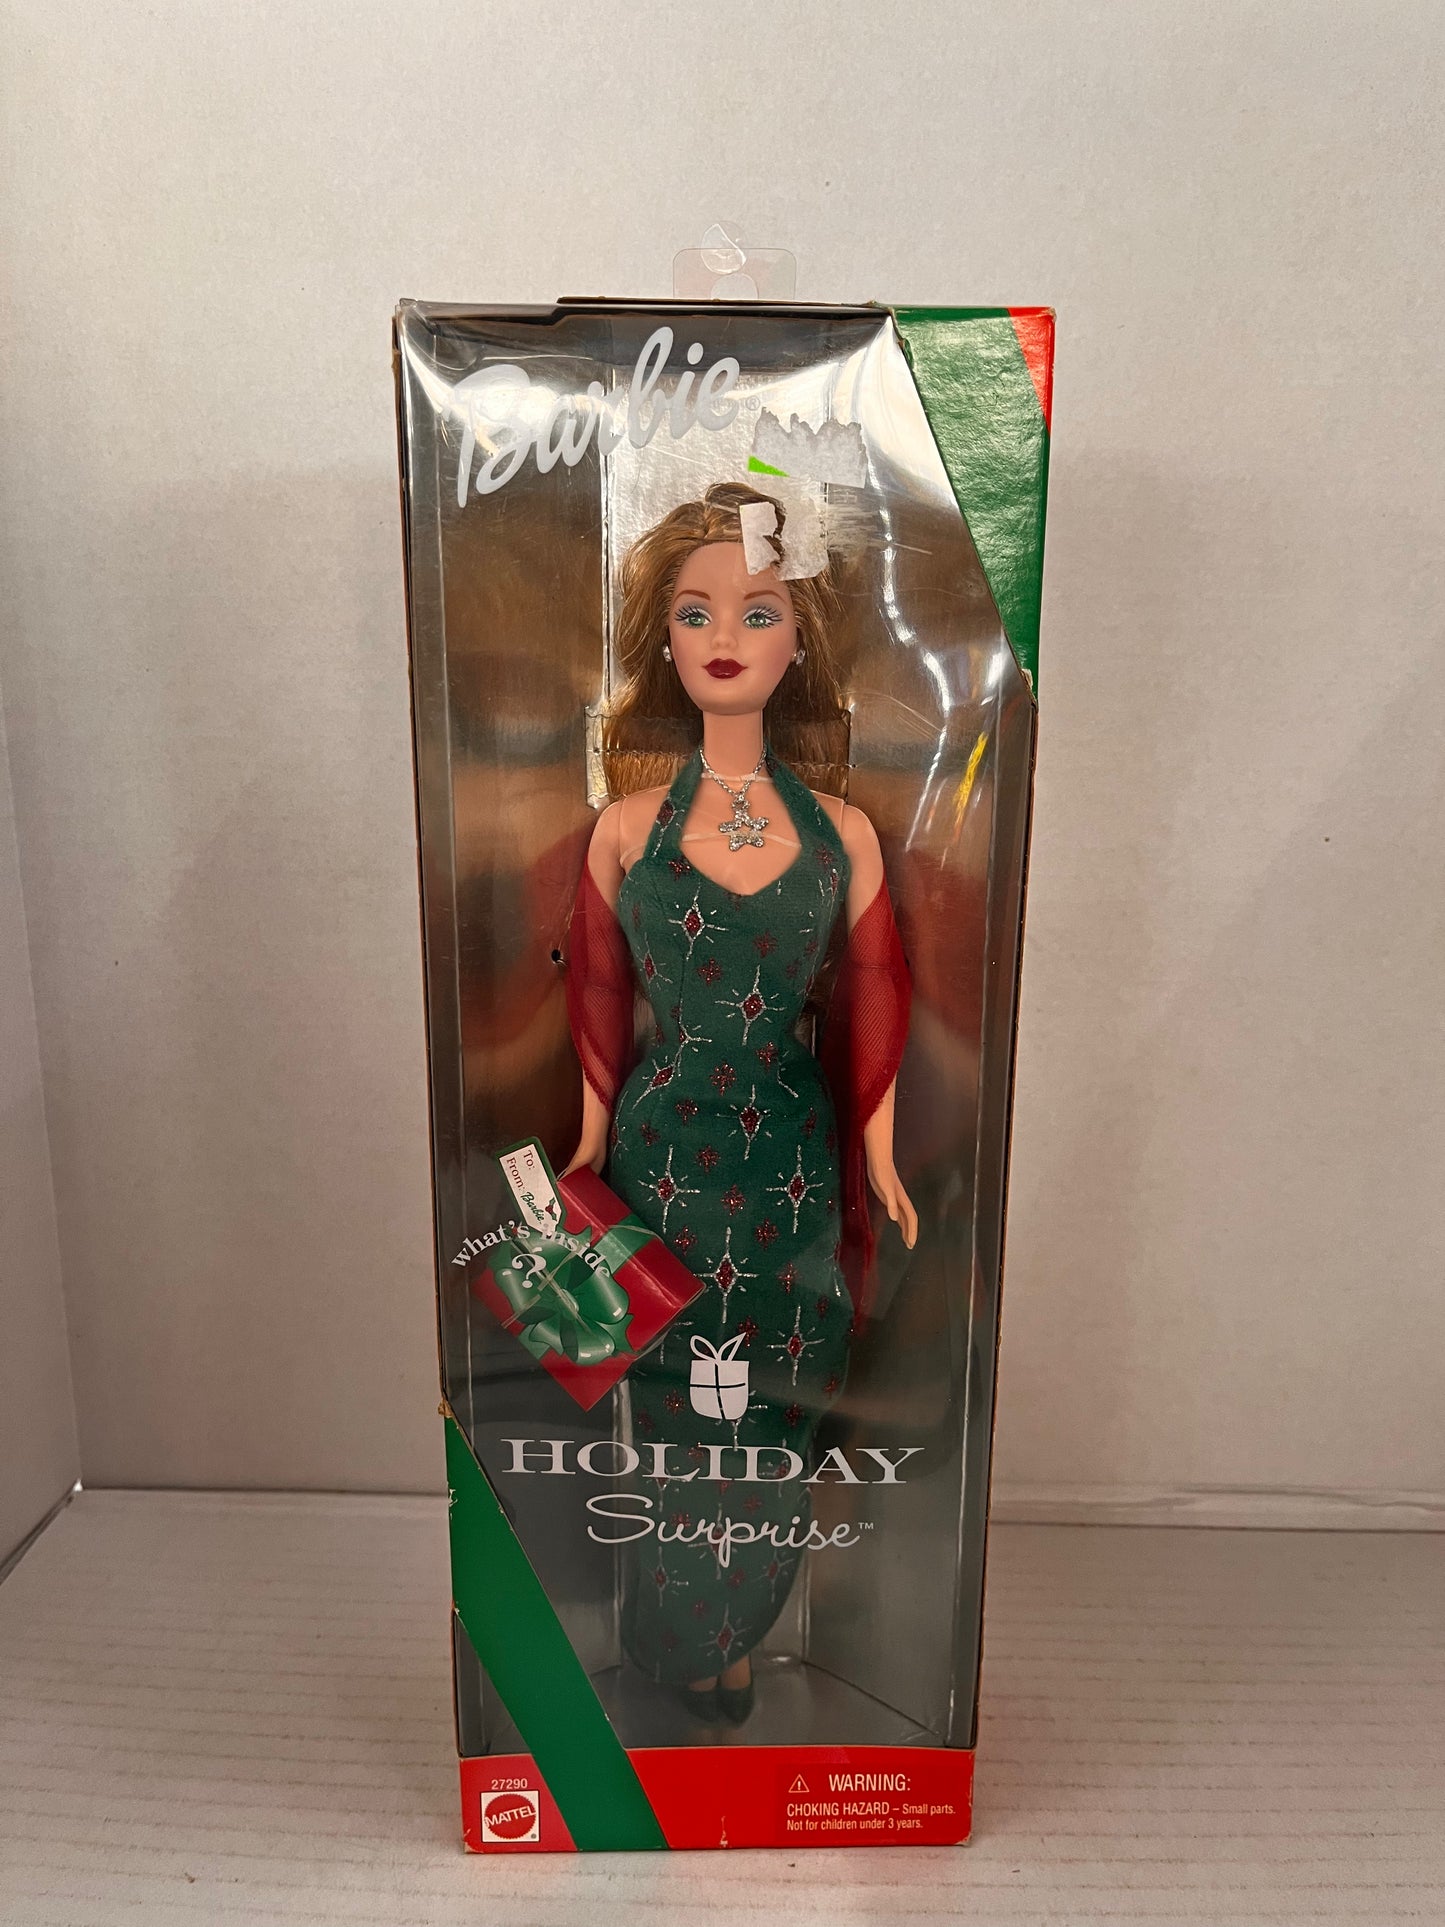 Barbie®
To:
From: Barbie
what's inside
?
HOLIDAY
Surprise™
27290
MATTEL
®
WARNING:
CHOKING HAZARD – Small parts.
Not for children under 3 years.